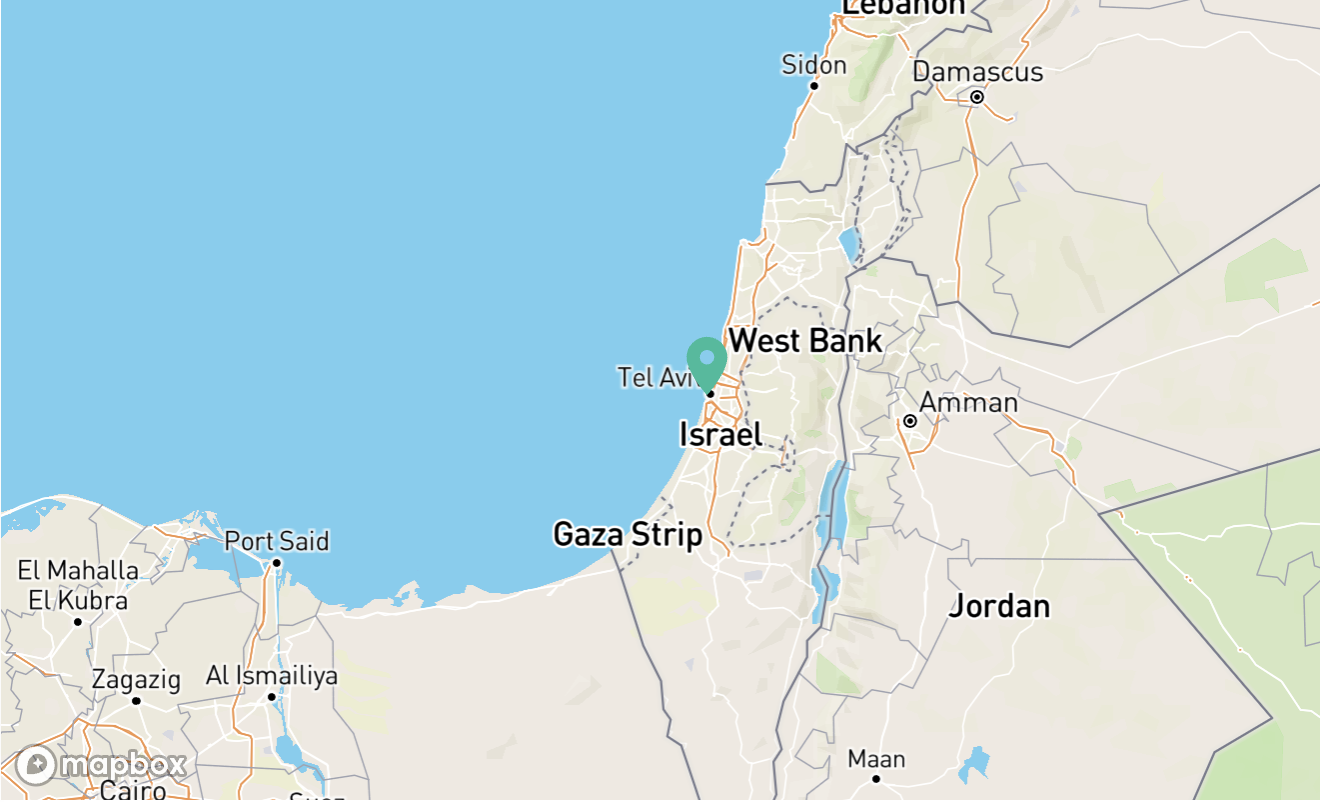 Lebanon
Sidon
Damascus
West Bank
Tel Aviv
Amman
Israel
Gaza Strip
Port Said
El Mahalla
El Kubra
Jordan
Zagazig
Al Ismailiya
Maan
mapbox
Cairo
Suez